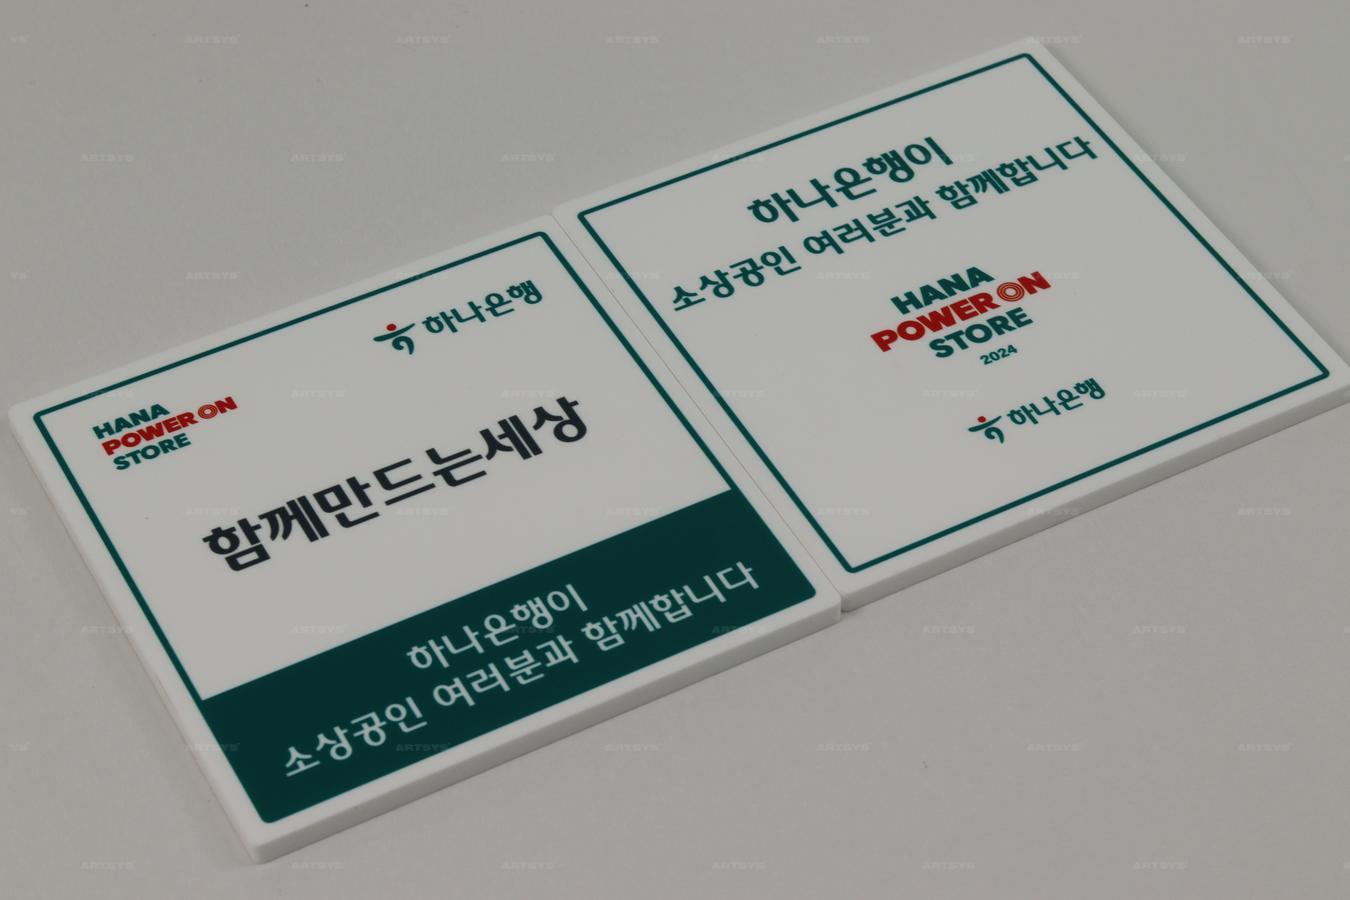 HANA
POWER ON
STORE
하나은행
함께만드는세상
하나은행이
소상공인 여러분과 함께합니다
하나은행이
소상공인 여러분과 함께합니다
HANA
POWER ON
STORE
2024
하나은행
ARTSYS